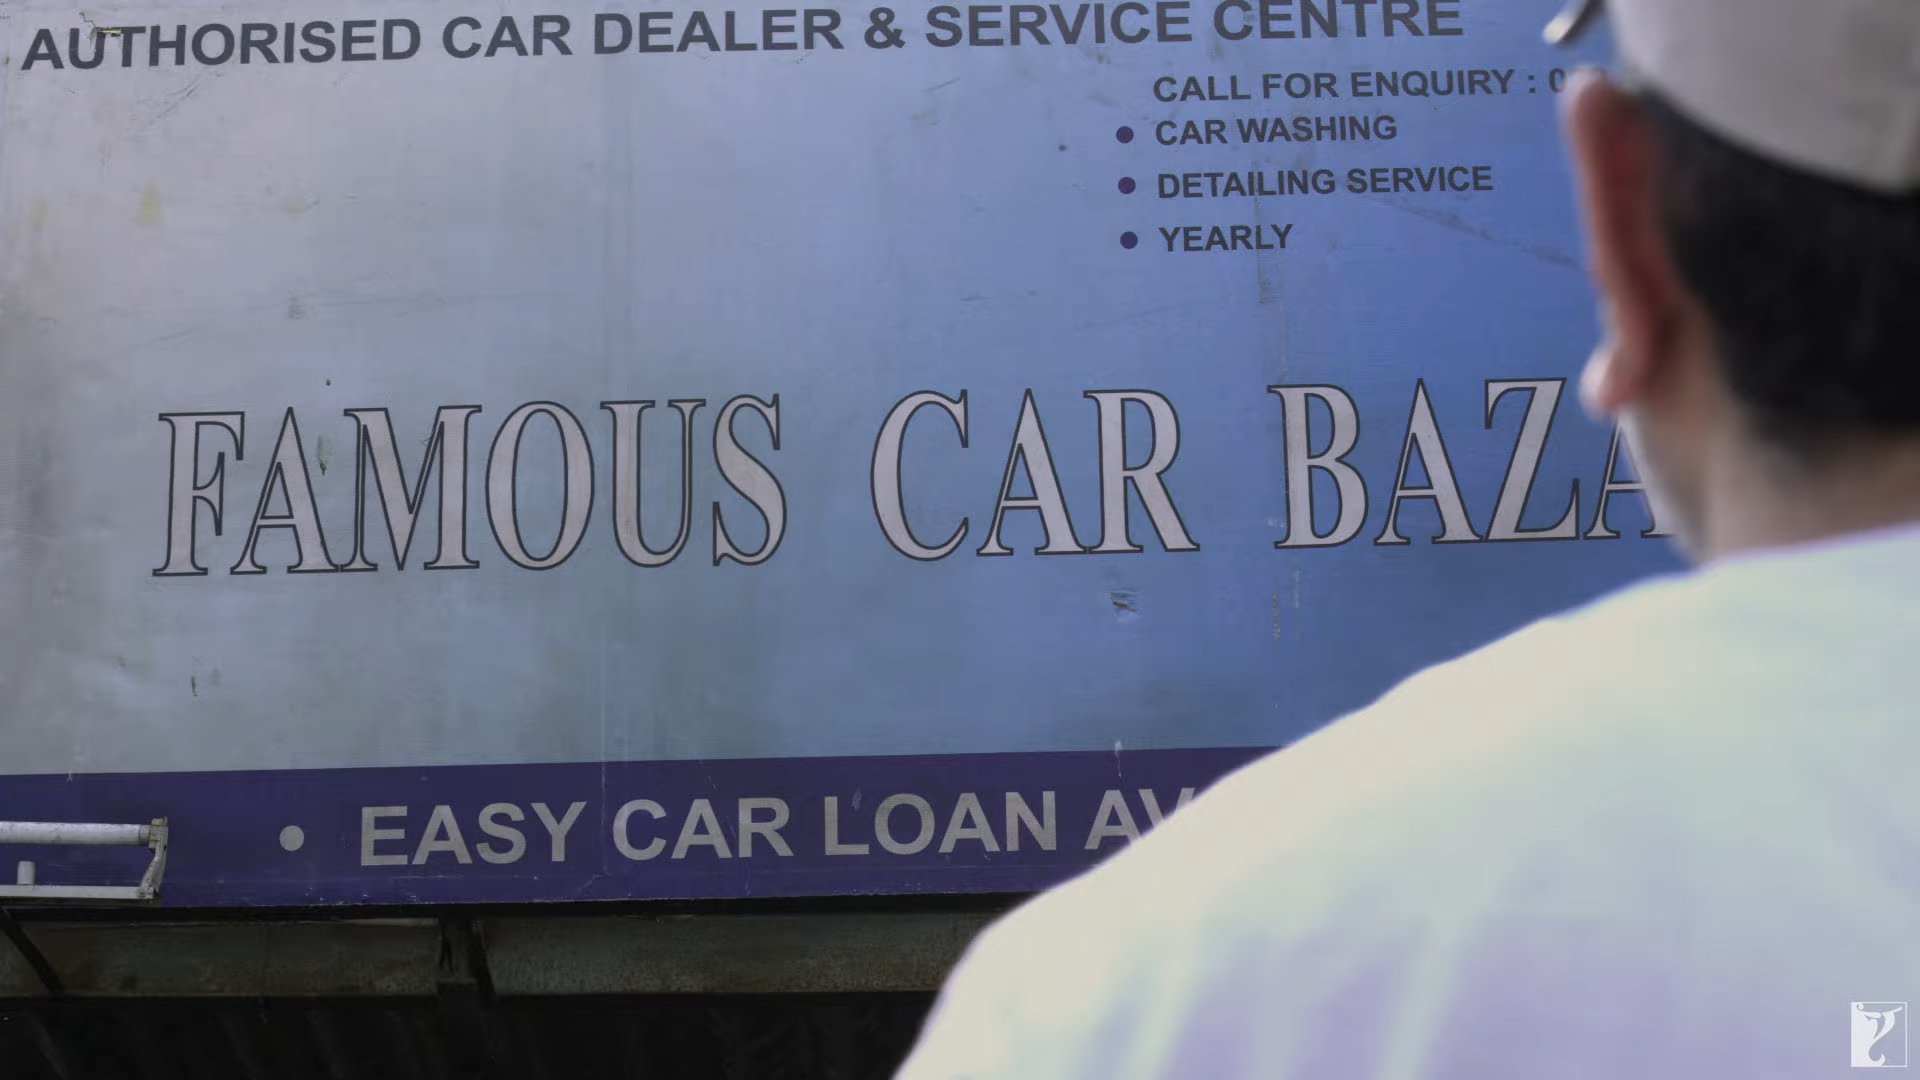 AUTHORISED CAR DEALER & SERVICE CENTRE
CALL FOR ENQUIRY : 0
• CAR WASHING
• DETAILING SERVICE
• YEARLY
FAMOUS CAR BAZA
• EASY CAR LOAN AV